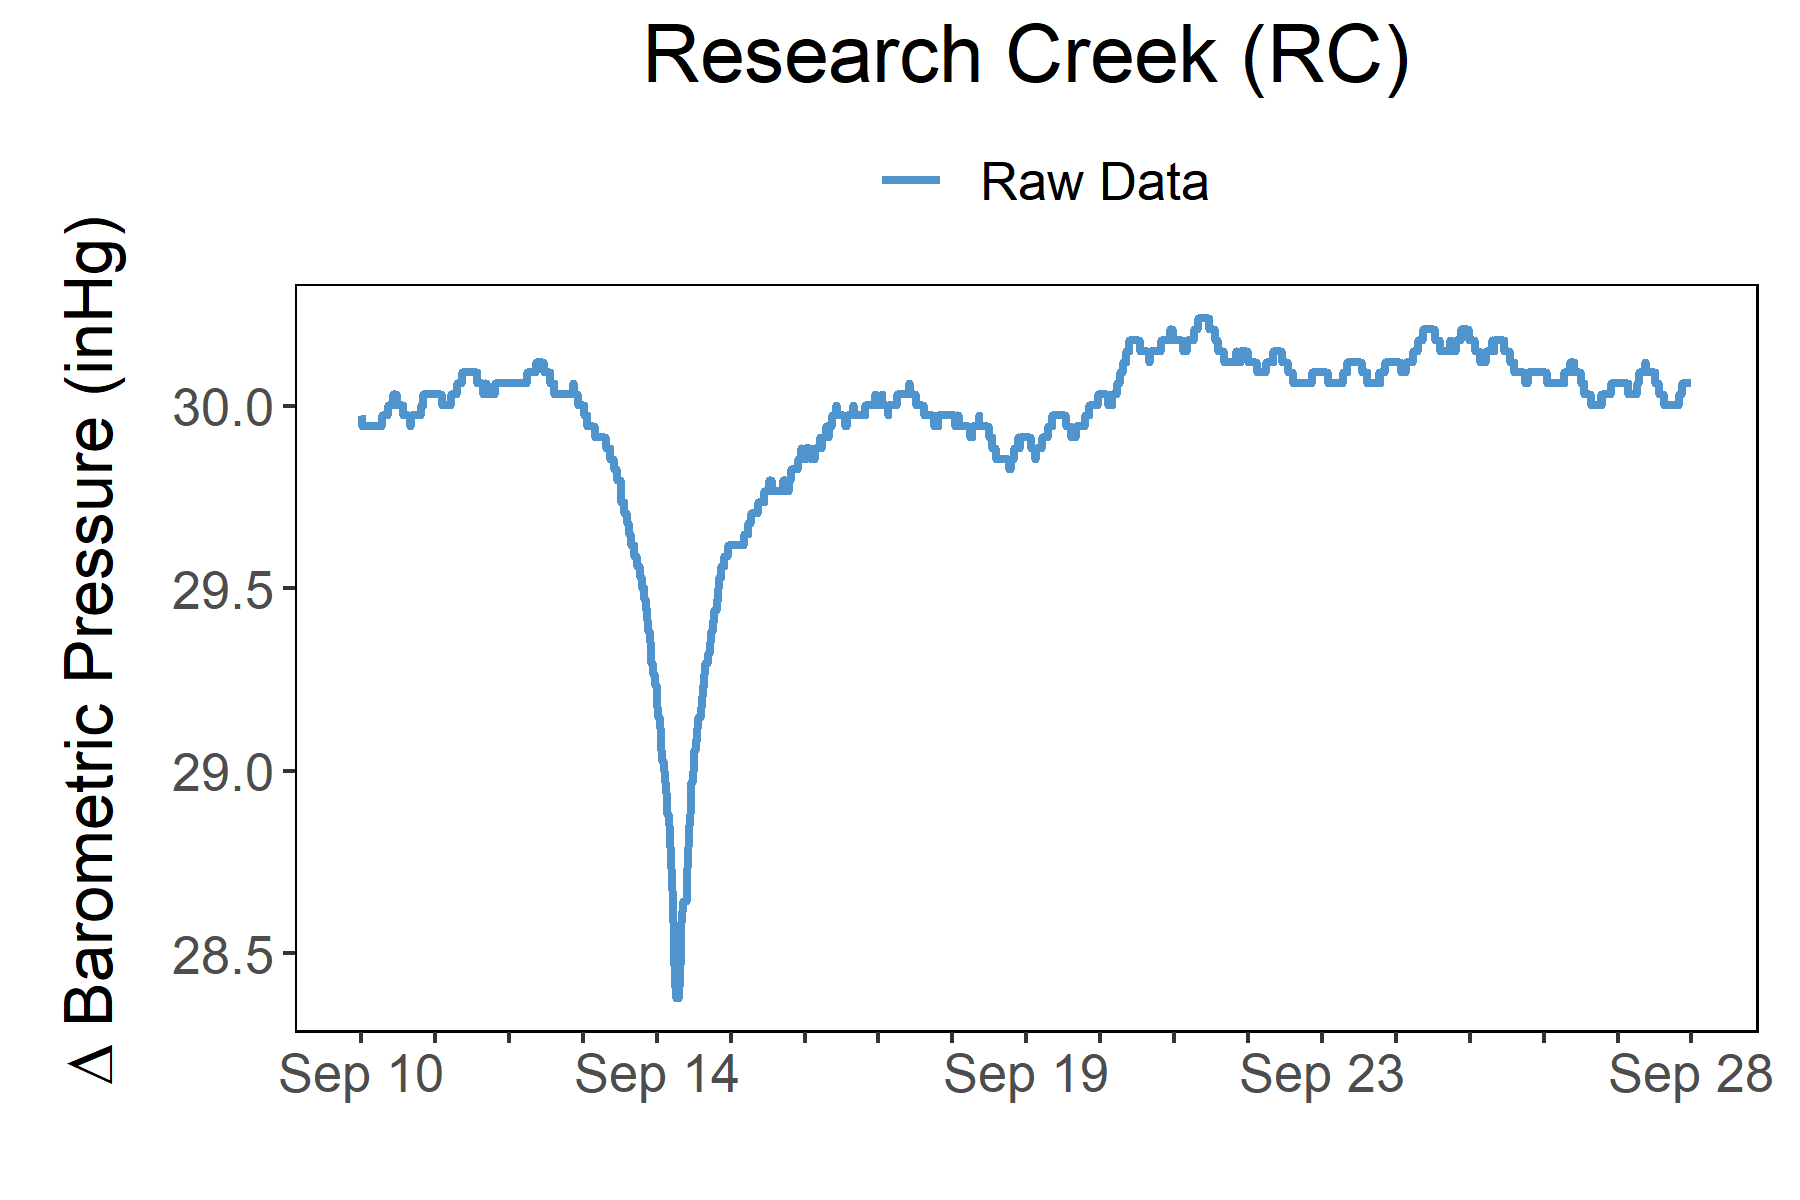 Research Creek (RC)
Raw Data
Δ Barometric Pressure (inHg)
30.0
29.5
29.0
28.5
Sep 10 Sep 14 Sep 19 Sep 23 Sep 28